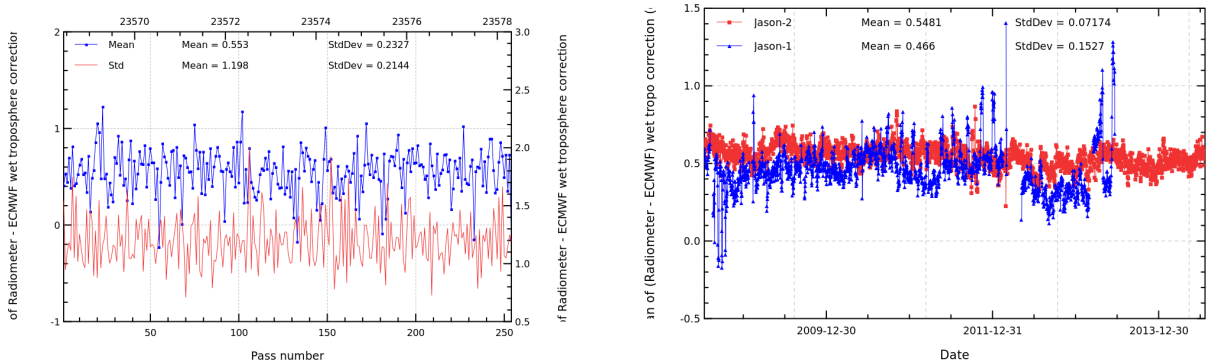 23570 23572 23574 23576 23578
2
1
0
-1
of Radiometer - ECMWF wet troposphere correction
Mean Mean = 0.553 StdDev = 0.2327
Std Mean = 1.198 StdDev = 0.2144
3.0
2.5
2.0
1.5
1.0
0.5
of Radiometer - ECMWF wet troposphere correction
50 100 150 200 250
Pass number
an of (Radiometer - ECMWF) wet tropo correction (
1.5
1.0
0.5
0.0
-0.5
Jason-2 Mean = 0.5481 StdDev = 0.07174
Jason-1 Mean = 0.466 StdDev = 0.1527
2009-12-30 2011-12-31 2013-12-30
Date